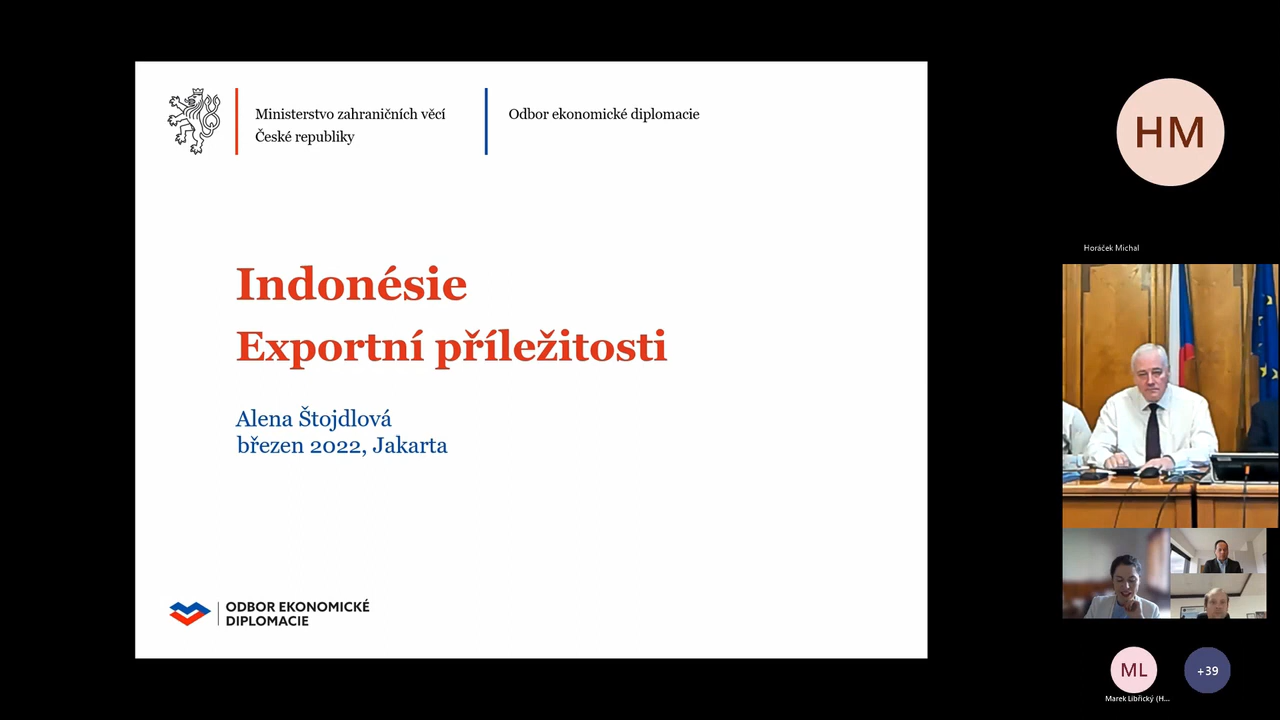 Ministerstvo zahraničních věcí
České republiky
Odbor ekonomické diplomacie
Indonésie
Exportní příležitosti
Alena Štojdlová
březen 2022, Jakarta
ODBOR EKONOMICKÉ
DIPLOMACIE
HM
Horáček Michal
ML
Marek Libřický (H...
+39